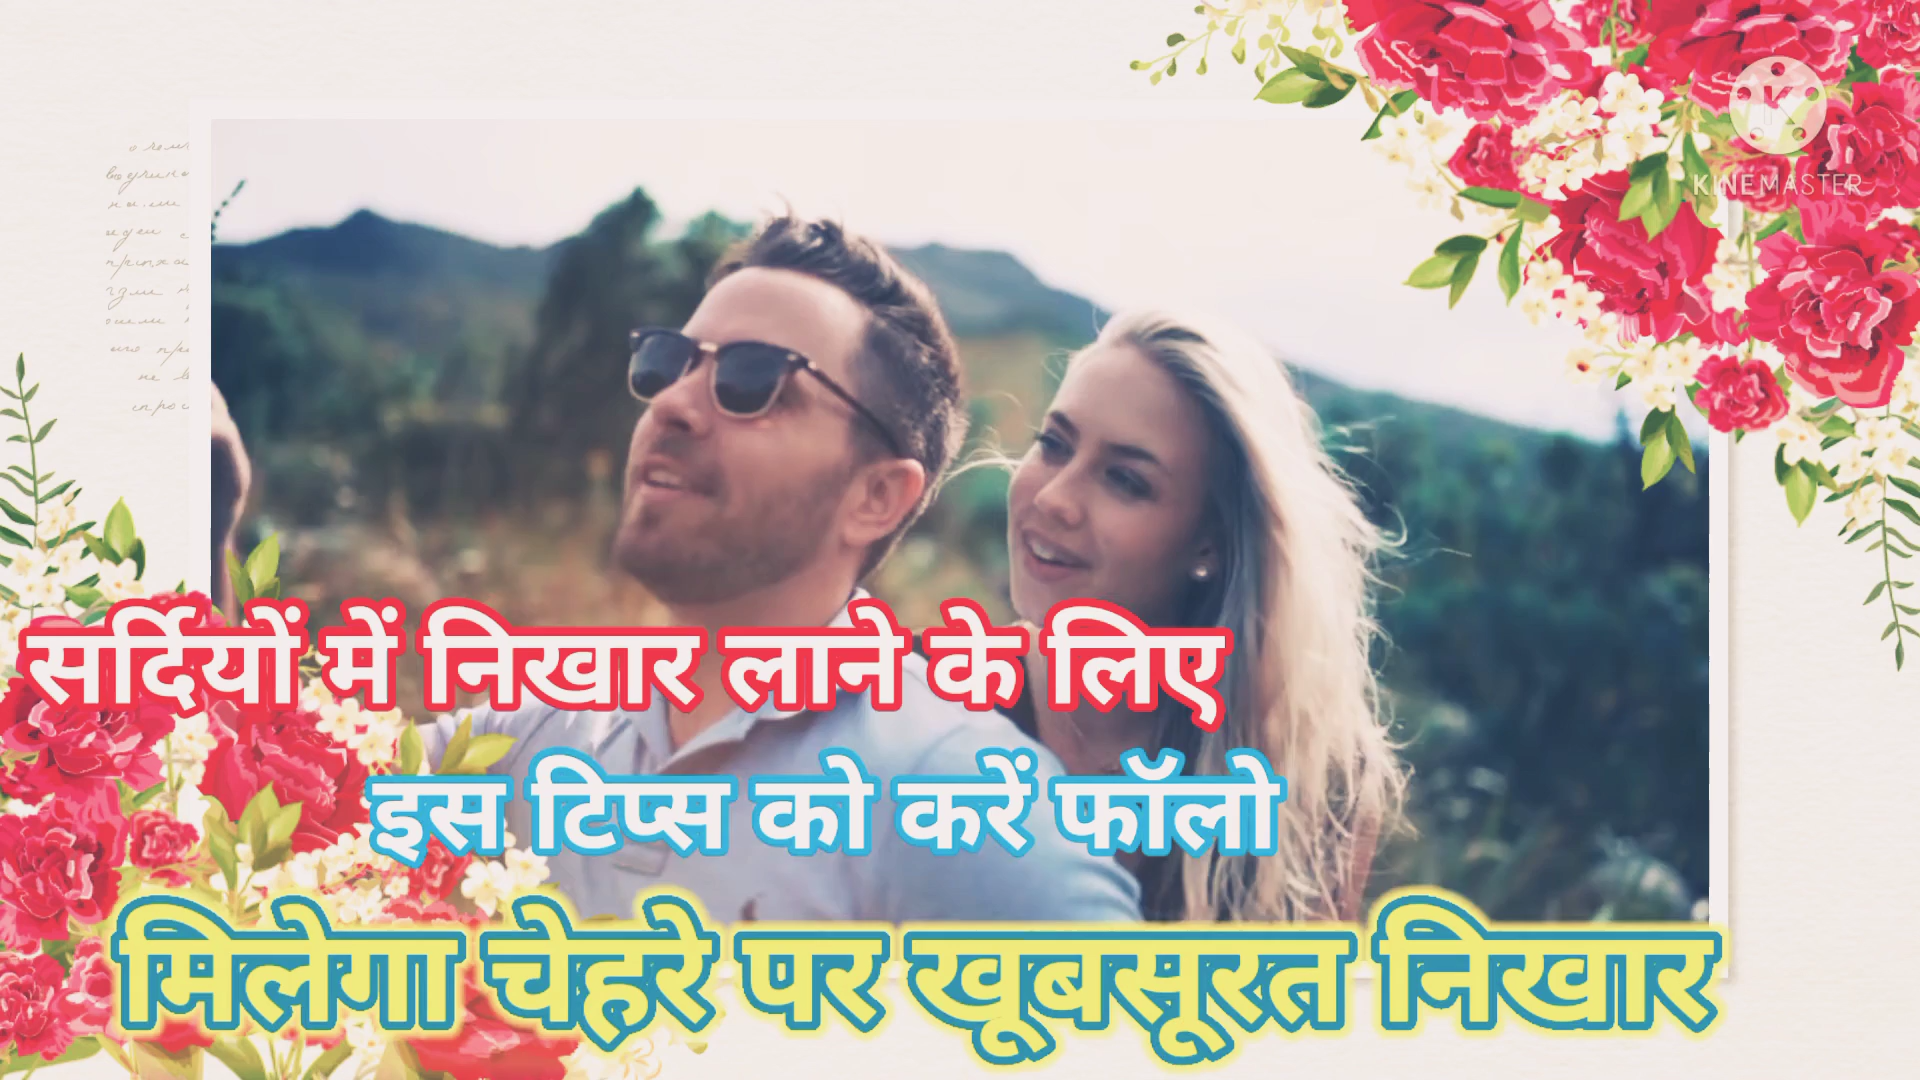 KINEMASTER
सर्दियों में निखार लाने के लिए
इस टिप्स को करें फॉलो
मिलेगा चेहरे पर खूबसूरत निखार